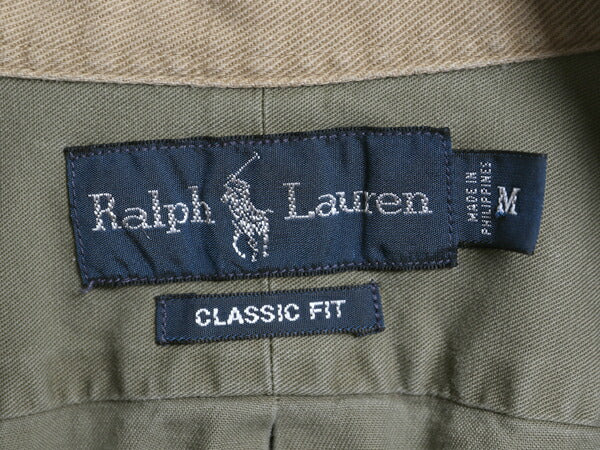 Ralph Lauren
MADE IN
PHILIPPINES
M
CLASSIC FIT